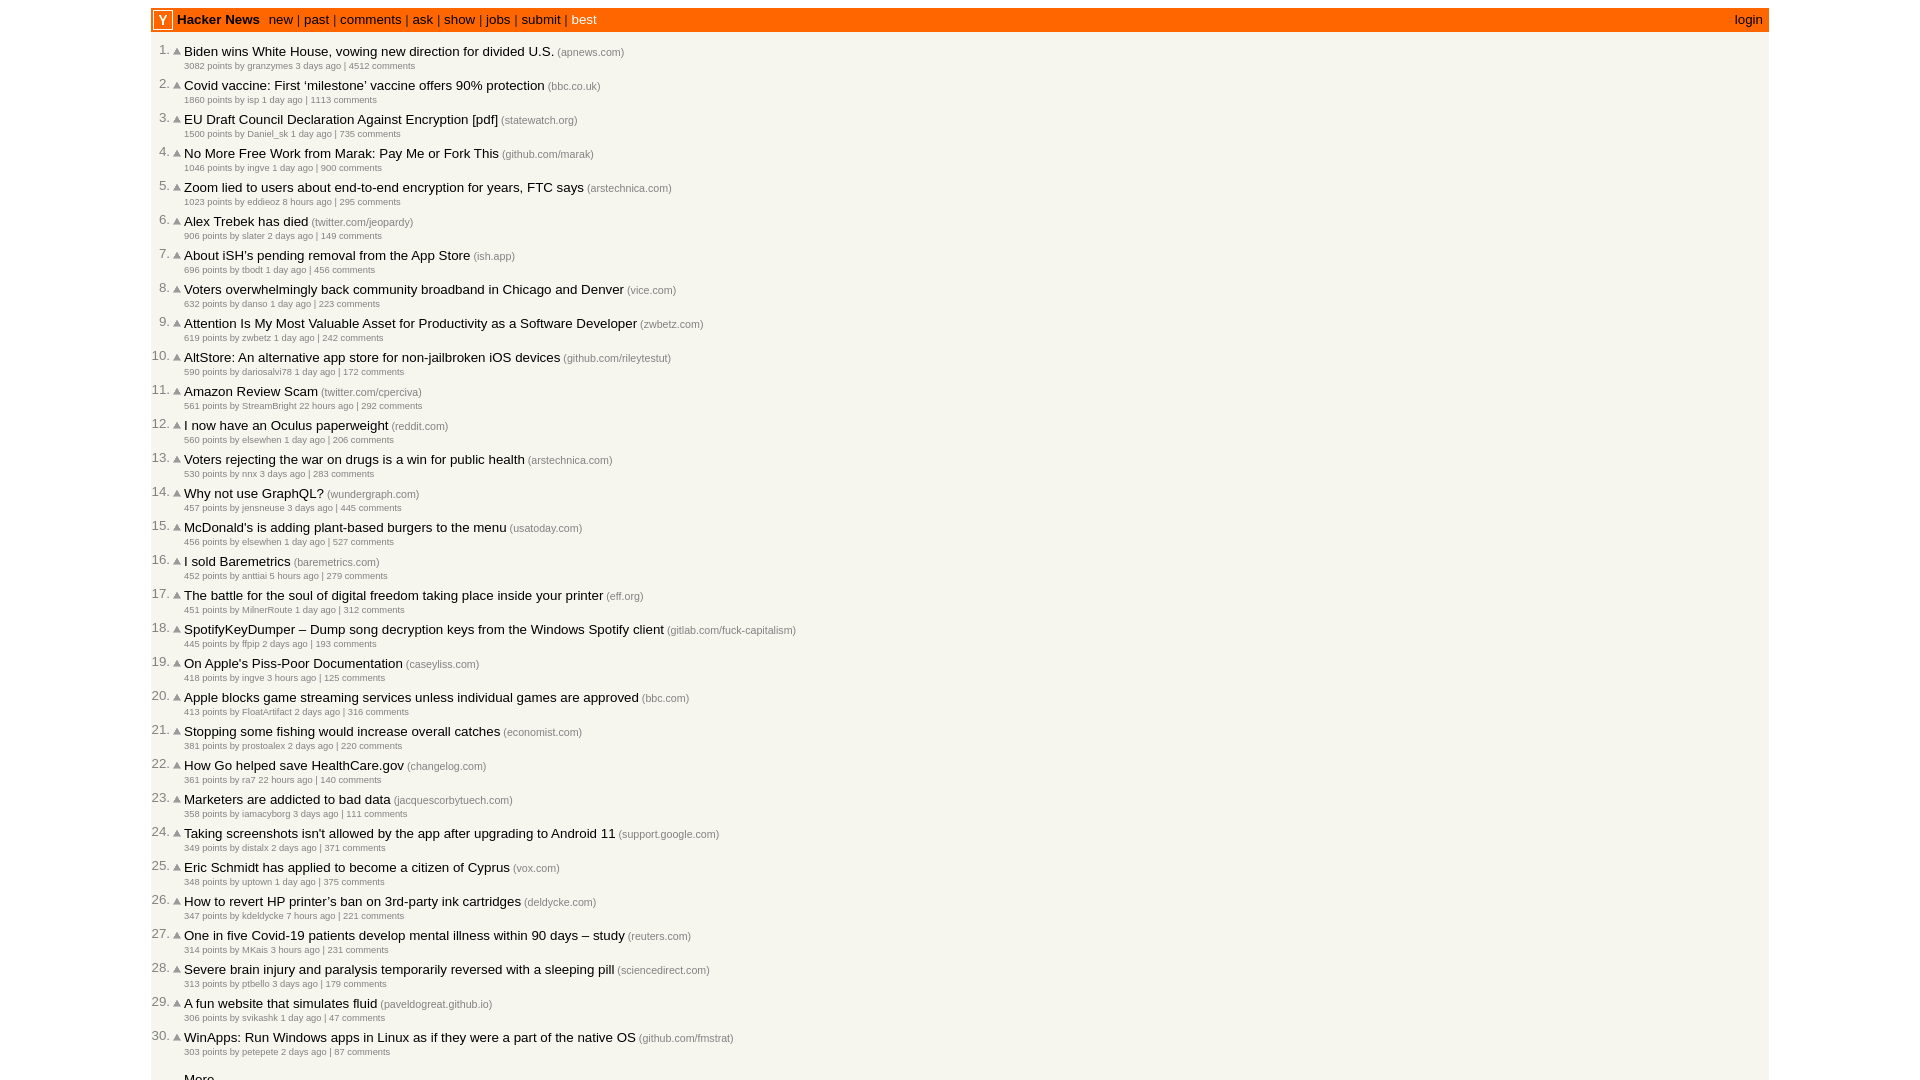 Y Hacker News new | past | comments | ask | show | jobs | submit | best login
1. Biden wins White House, vowing new direction for divided U.S. (apnews.com)
3082 points by granzymes 3 days ago | 4512 comments
2. Covid vaccine: First ‘milestone’ vaccine offers 90% protection (bbc.co.uk)
1860 points by isp 1 day ago | 1113 comments
3. EU Draft Council Declaration Against Encryption [pdf] (statewatch.org)
1500 points by Daniel_sk 1 day ago | 735 comments
4. No More Free Work from Marak: Pay Me or Fork This (github.com/marak)
1046 points by ingve 1 day ago | 900 comments
5. Zoom lied to users about end-to-end encryption for years, FTC says (arstechnica.com)
1023 points by eddieoz 8 hours ago | 295 comments
6. Alex Trebek has died (twitter.com/jeopardy)
906 points by slater 2 days ago | 149 comments
7. About iSH’s pending removal from the App Store (ish.app)
696 points by tbodt 1 day ago | 456 comments
8. Voters overwhelmingly back community broadband in Chicago and Denver (vice.com)
632 points by danso 1 day ago | 223 comments
9. Attention Is My Most Valuable Asset for Productivity as a Software Developer (zwbetz.com)
619 points by zwbetz 1 day ago | 242 comments
10. AltStore: An alternative app store for non-jailbroken iOS devices (github.com/rileytestut)
590 points by dariosalvi78 1 day ago | 172 comments
11. Amazon Review Scam (twitter.com/cperciva)
561 points by StreamBright 22 hours ago | 292 comments
12. I now have an Oculus paperweight (reddit.com)
560 points by elsewhen 1 day ago | 206 comments
13. Voters rejecting the war on drugs is a win for public health (arstechnica.com)
530 points by nnx 3 days ago | 283 comments
14. Why not use GraphQL? (wundergraph.com)
457 points by jensneuse 3 days ago | 445 comments
15. McDonald's is adding plant-based burgers to the menu (usatoday.com)
456 points by elsewhen 1 day ago | 527 comments
16. I sold Baremetrics (baremetrics.com)
452 points by anttiai 5 hours ago | 279 comments
17. The battle for the soul of digital freedom taking place inside your printer (eff.org)
451 points by MilnerRoute 1 day ago | 312 comments
18. SpotifyKeyDumper – Dump song decryption keys from the Windows Spotify client (gitlab.com/fuck-capitalism)
445 points by ffpip 2 days ago | 193 comments
19. On Apple's Piss-Poor Documentation (caseyliss.com)
418 points by ingve 3 hours ago | 125 comments
20. Apple blocks game streaming services unless individual games are approved (bbc.com)
413 points by FloatArtifact 2 days ago | 316 comments
21. Stopping some fishing would increase overall catches (economist.com)
381 points by prostoalex 2 days ago | 220 comments
22. How Go helped save HealthCare.gov (changelog.com)
361 points by ra7 22 hours ago | 140 comments
23. Marketers are addicted to bad data (jacquescorbytuech.com)
358 points by iamacyborg 3 days ago | 111 comments
24. Taking screenshots isn't allowed by the app after upgrading to Android 11 (support.google.com)
349 points by distalx 2 days ago | 371 comments
25. Eric Schmidt has applied to become a citizen of Cyprus (vox.com)
348 points by uptown 1 day ago | 375 comments
26. How to revert HP printer’s ban on 3rd-party ink cartridges (deldycke.com)
347 points by kdeldycke 7 hours ago | 221 comments
27. One in five Covid-19 patients develop mental illness within 90 days – study (reuters.com)
314 points by MKais 3 hours ago | 231 comments
28. Severe brain injury and paralysis temporarily reversed with a sleeping pill (sciencedirect.com)
313 points by ptbello 3 days ago | 179 comments
29. A fun website that simulates fluid (paveldogreat.github.io)
306 points by svikashk 1 day ago | 47 comments
30. WinApps: Run Windows apps in Linux as if they were a part of the native OS (github.com/fmstrat)
303 points by petepete 2 days ago | 87 comments
More